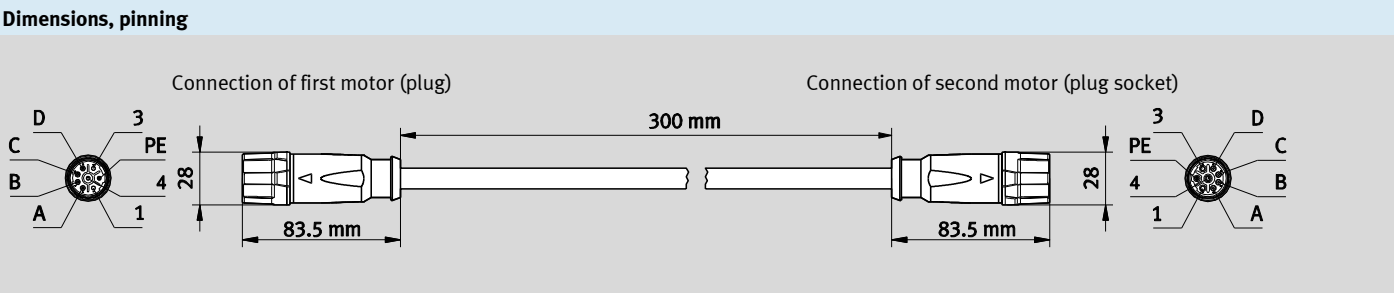 Dimensions, pinning
Connection of first motor (plug)
Connection of second motor (plug socket)
D
3
C
PE
B
4
A
1
28
83.5 mm
300 mm
83.5 mm
28
3
D
PE
C
4
B
1
A